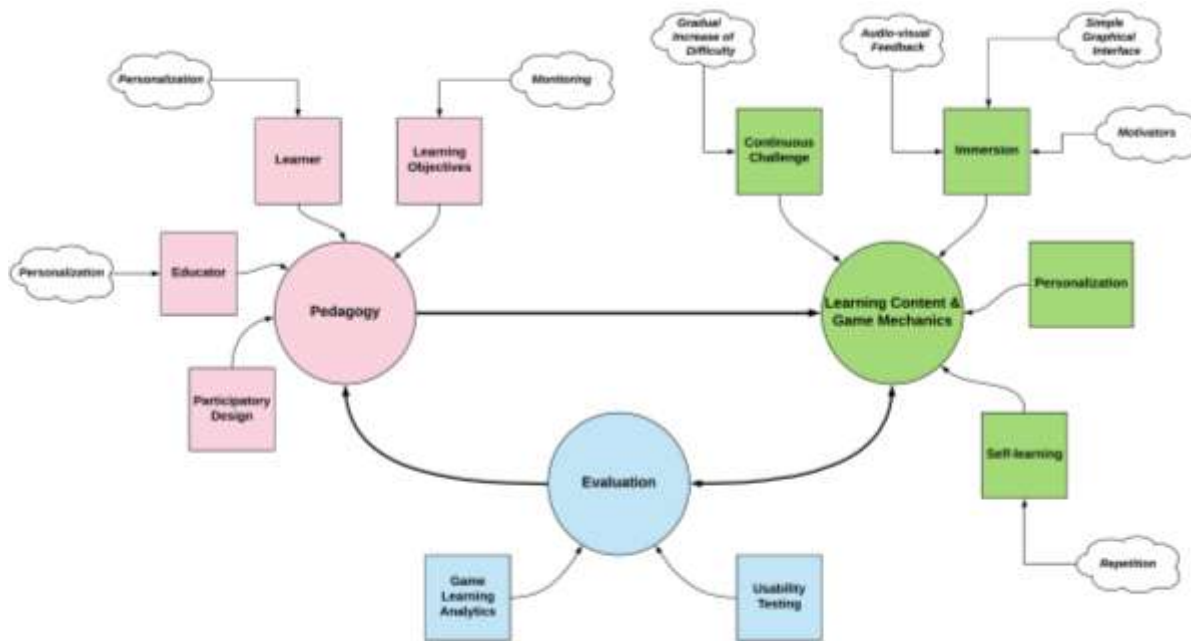 Gradual
Increase of
Difficulty
Audio-visual
Feedback
Simple
Graphical
Interface
Personalization
Monitoring
Motivators
Learner
Learning
Objectives
Continuous
Challenge
Immersion
Personalization
Educator
Personalization
Pedagogy
Learning Content &
Game Mechanics
Participatory
Design
Self-learning
Evaluation
Game
Learning
Analytics
Usability
Testing
Repetition